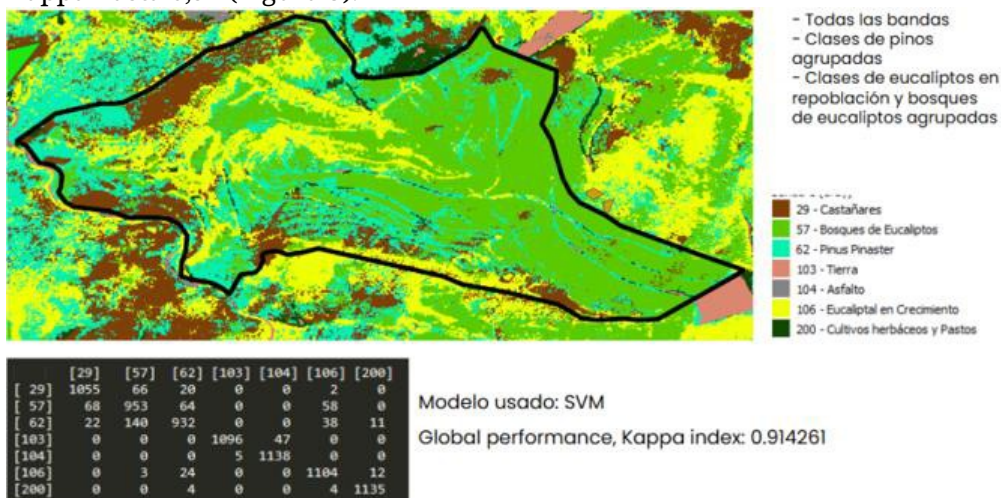 - Todas las bandas
- Clases de pinos
agrupadas
- Clases de eucaliptos en
repoblación y bosques
de eucaliptos agrupadas
29 - Castañares
57 - Bosques de Eucaliptos
62 - Pinus Pinaster
103 - Tierra
104 - Asfalto
106 - Eucaliptal en Crecimiento
200 - Cultivos herbáceos y Pastos
[29] [57] [62] [103] [104] [106] [200]
[ 29] 1055 66 20 0 0 2 0
[ 57] 68 953 64 0 0 58 0
[ 62] 22 140 932 0 0 38 11
[103] 0 0 0 1096 47 0 0
[104] 0 0 0 5 1138 0 0
[106] 0 3 24 0 0 1104 12
[200] 0 0 4 0 0 4 1135
Modelo usado: SVM
Global performance, Kappa index: 0.914261